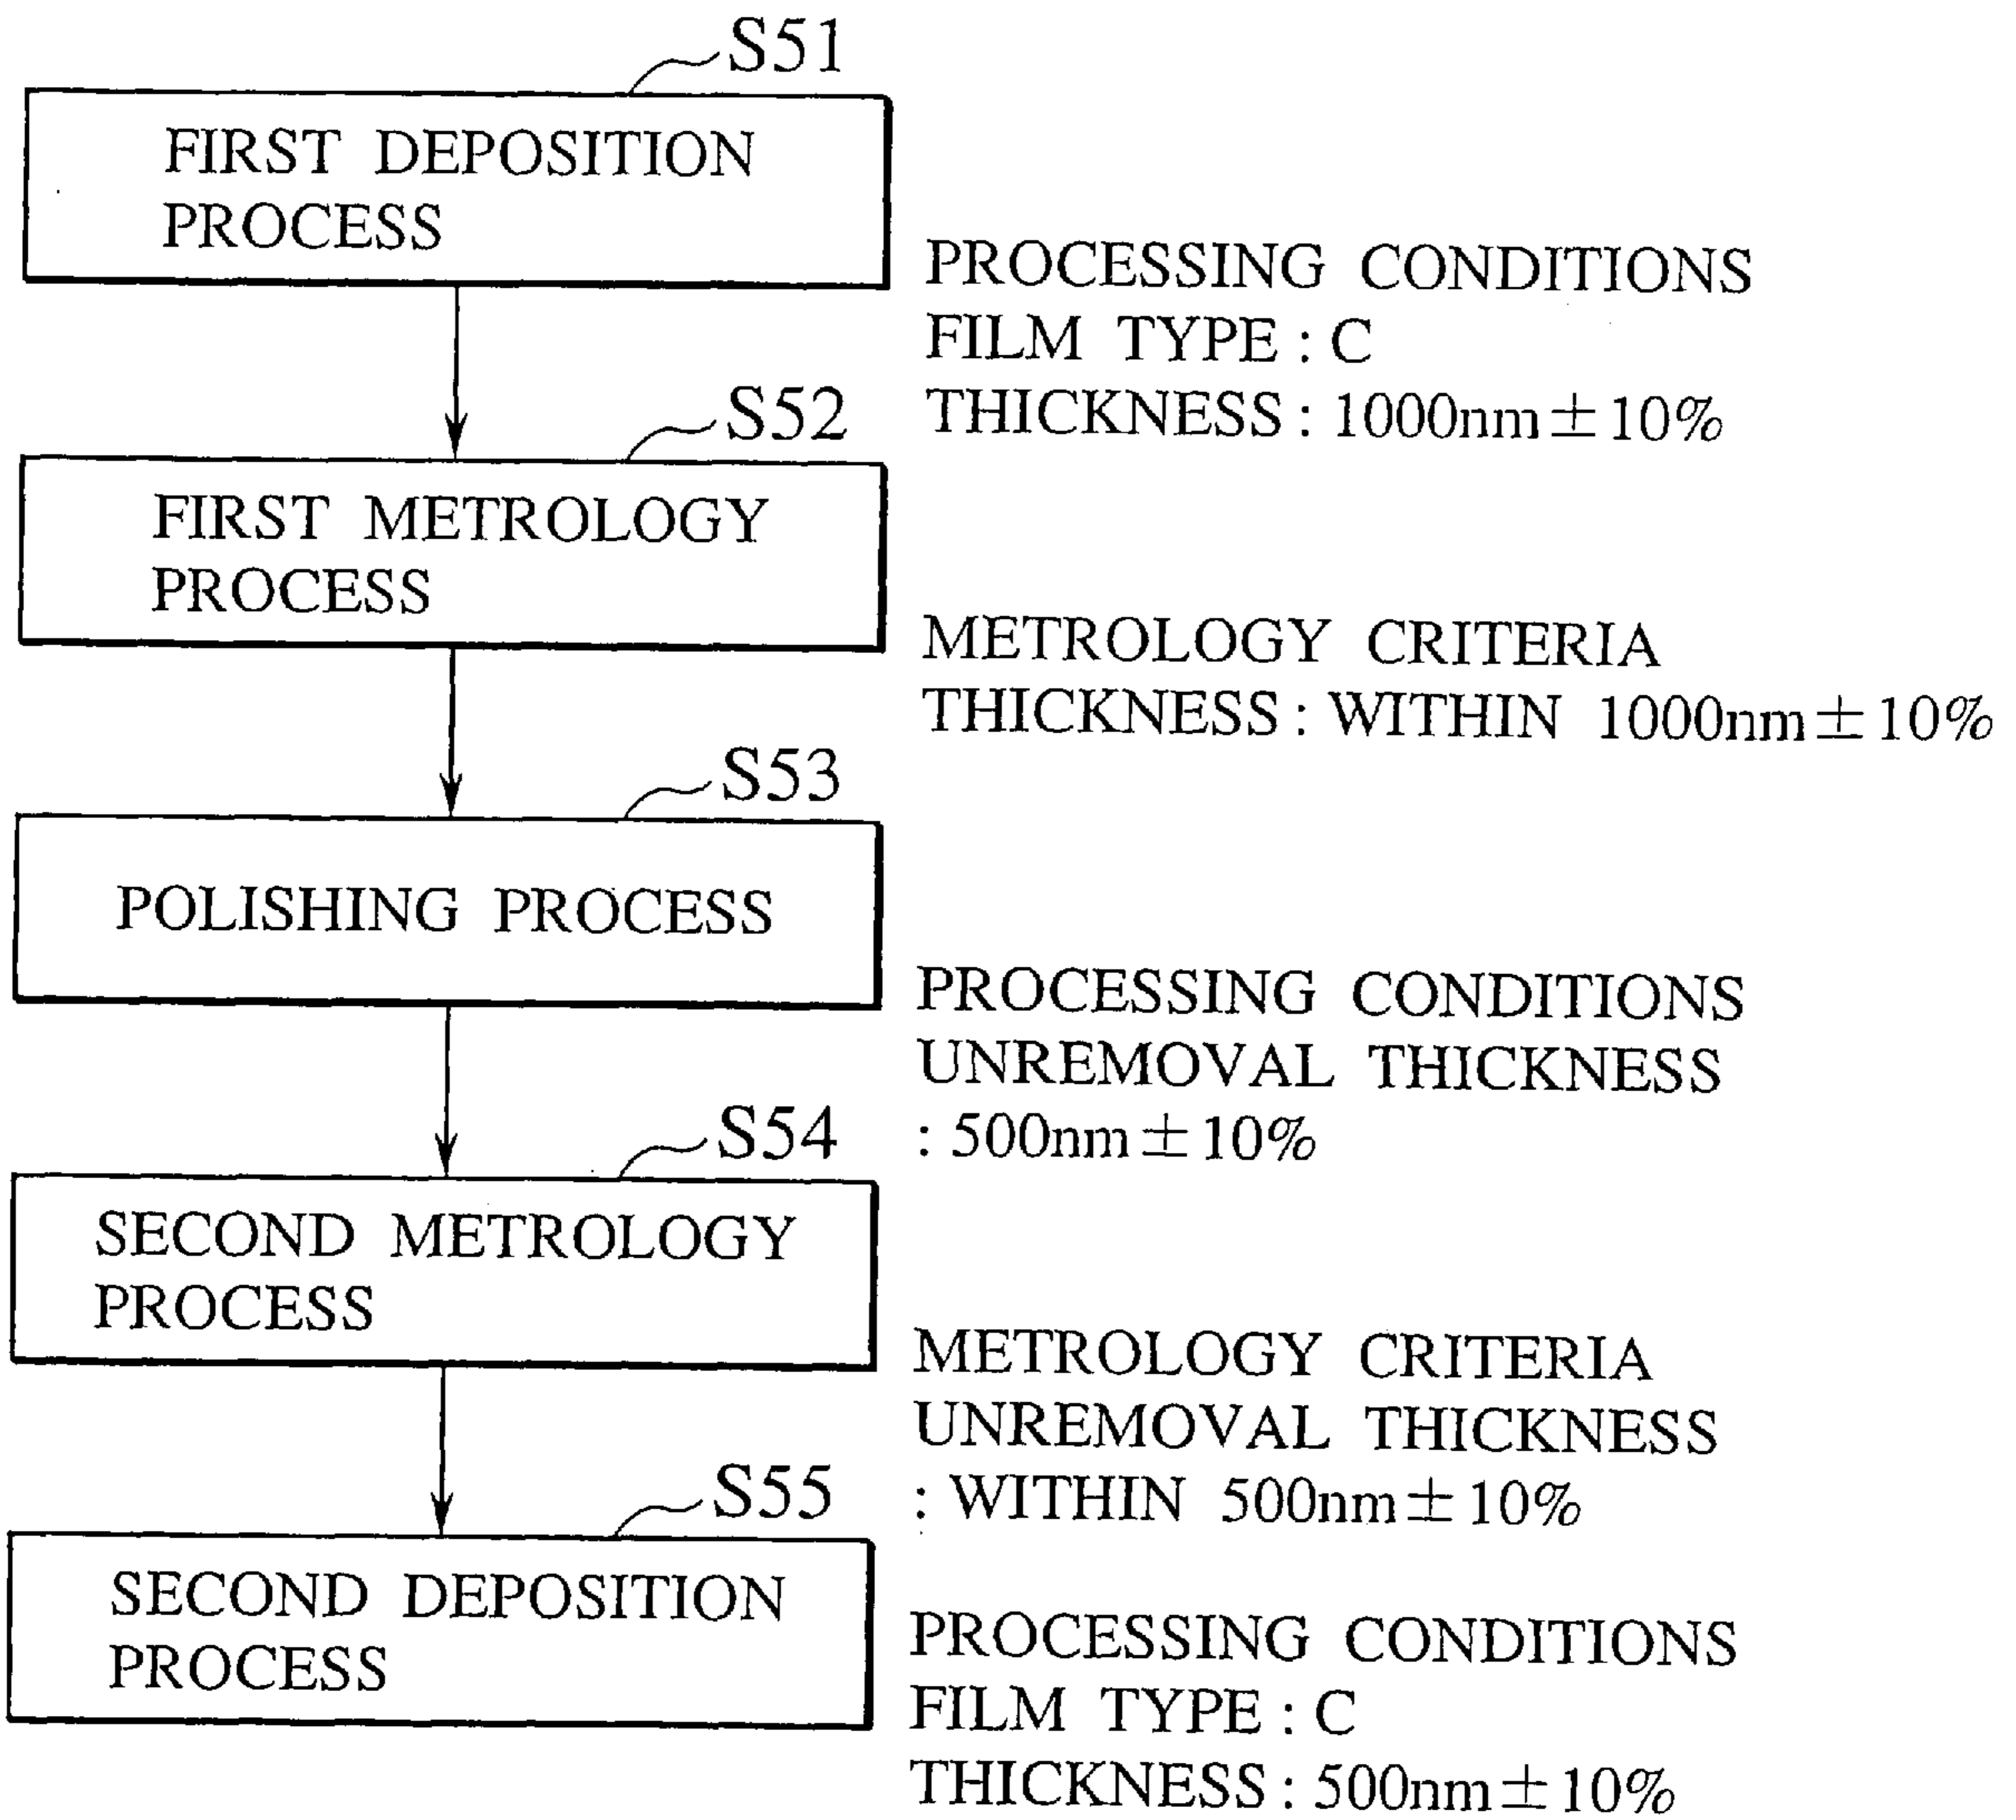 S51
FIRST DEPOSITION
PROCESS
PROCESSING CONDITIONS
FILM TYPE : C
THICKNESS : 1000nm ± 10%
S52
FIRST METROLOGY
PROCESS
METROLOGY CRITERIA
THICKNESS : WITHIN 1000nm ± 10%
S53
POLISHING PROCESS
PROCESSING CONDITIONS
UNREMOVAL THICKNESS
: 500nm ± 10%
S54
SECOND METROLOGY
PROCESS
METROLOGY CRITERIA
UNREMOVAL THICKNESS
: WITHIN 500nm ± 10%
S55
SECOND DEPOSITION
PROCESS
PROCESSING CONDITIONS
FILM TYPE : C
THICKNESS : 500nm ± 10%